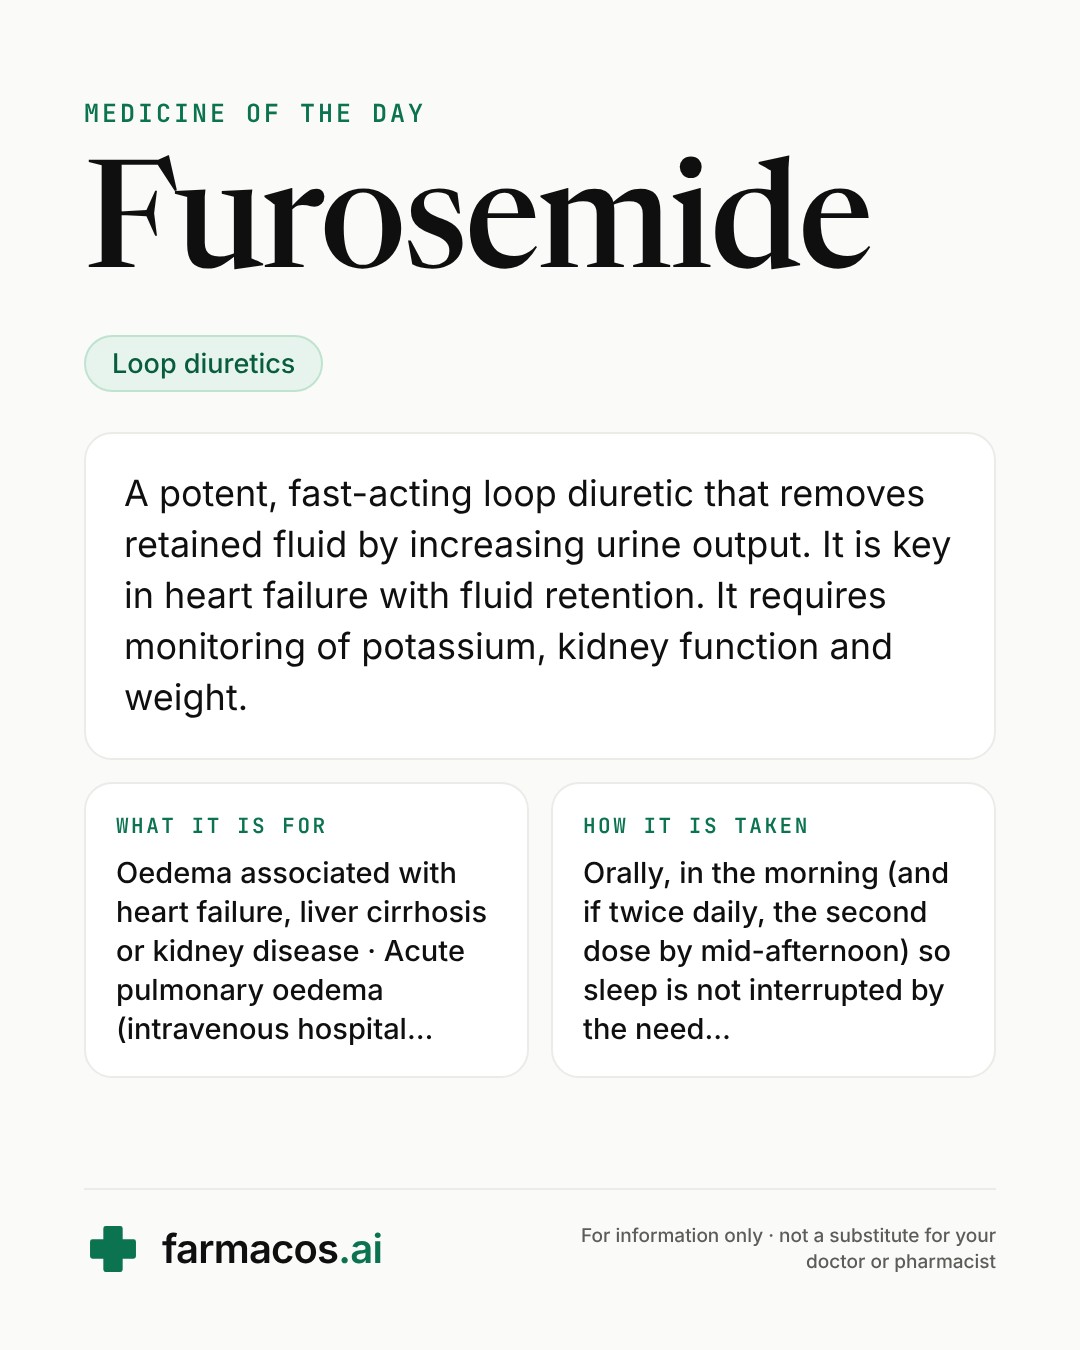 MEDICINE OF THE DAY
Furosemide
Loop diuretics
A potent, fast-acting loop diuretic that removes
retained fluid by increasing urine output. It is key
in heart failure with fluid retention. It requires
monitoring of potassium, kidney function and
weight.
WHAT IT IS FOR
Oedema associated with
heart failure, liver cirrhosis
or kidney disease · Acute
pulmonary oedema
(intravenous hospital…
HOW IT IS TAKEN
Orally, in the morning (and
if twice daily, the second
dose by mid-afternoon) so
sleep is not interrupted by
the need…
farmacos.ai
For information only · not a substitute for your
doctor or pharmacist